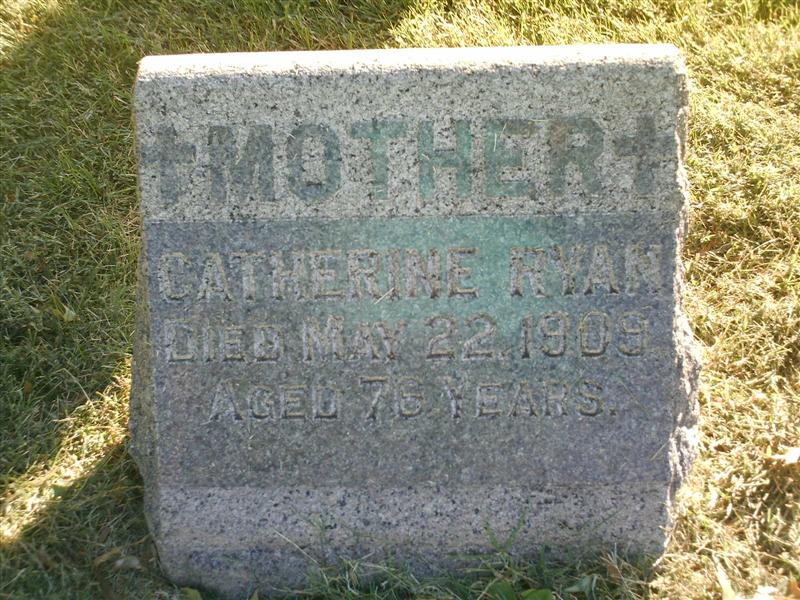 ✝MOTHER✝
CATHERINE RYAN
DIED MAY 22, 1909.
AGED 76 YEARS.